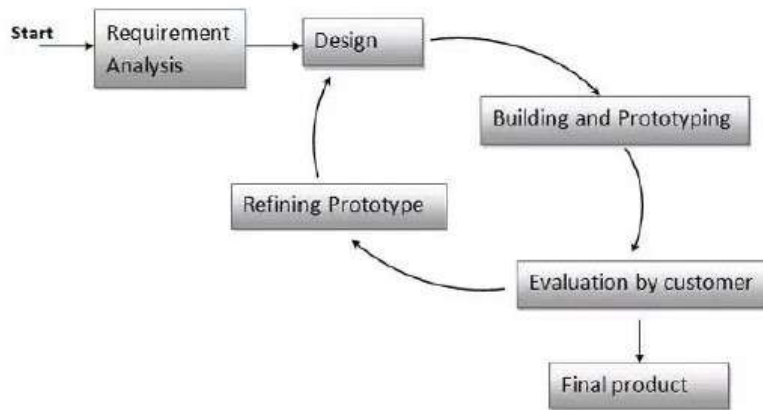 Start
Requirement
Analysis
Design
Building and Prototyping
Refining Prototype
Evaluation by customer
Final product